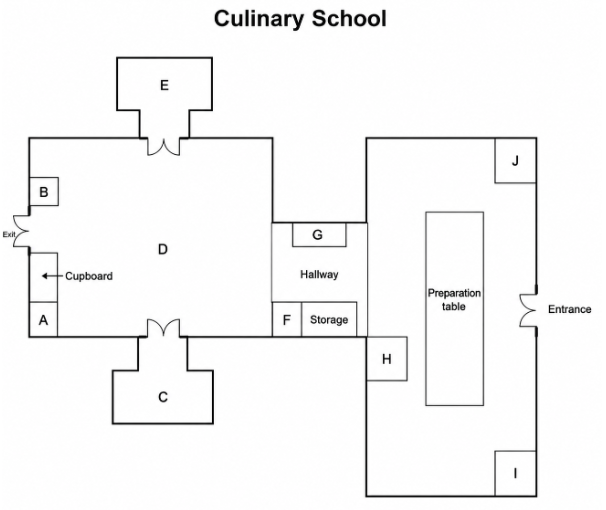 Culinary School
E
J
B
G
Exit
D
Hallway
Cupboard
Preparation
table
Entrance
A
F
Storage
H
C
I